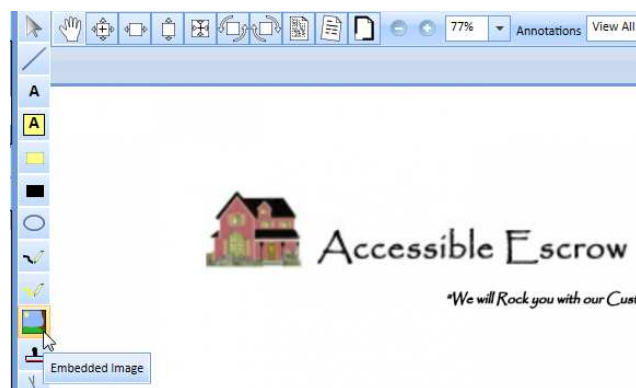 77% Annotations View All
A
A
Accessible Escrow
"We will Rock you with our Cust
Embedded Image